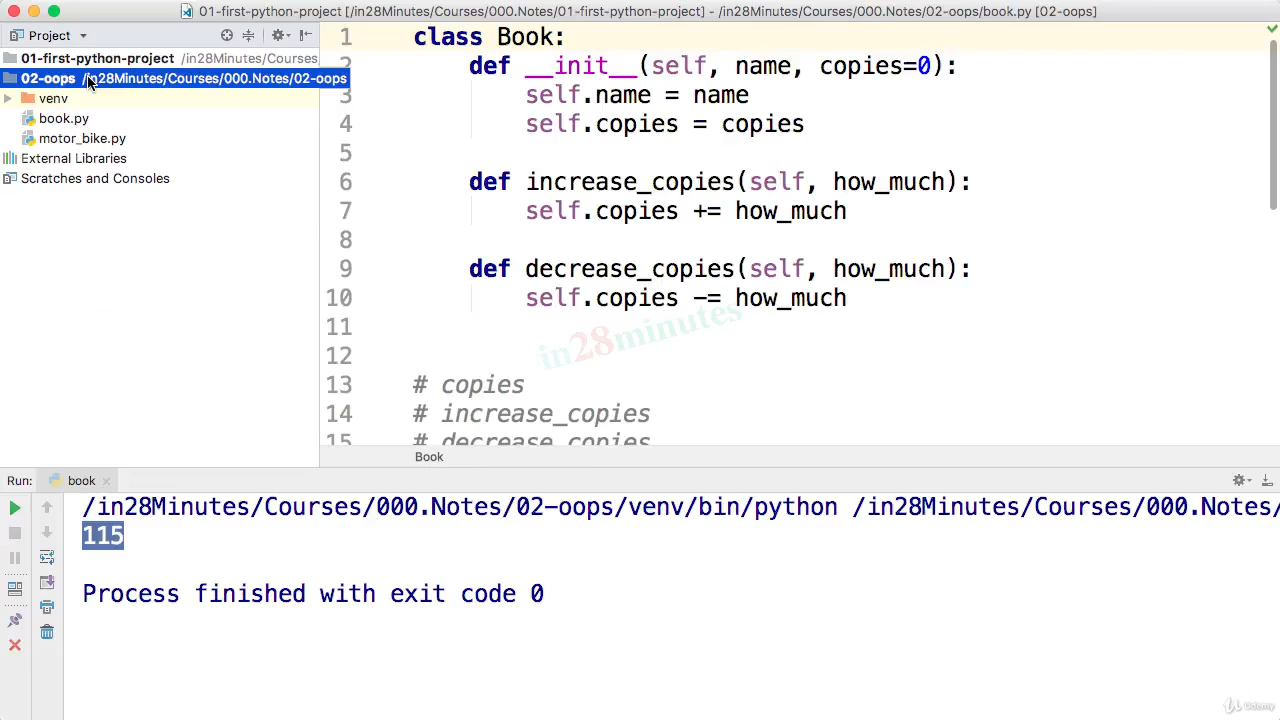 01-first-python-project [/in28Minutes/Courses/000.Notes/01-first-python-project] - /in28Minutes/Courses/000.Notes/02-oops/book.py [02-oops]
Project
01-first-python-project /in28Minutes/Courses
02-oops /in28Minutes/Courses/000.Notes/02-oops
venv
book.py
motor_bike.py
External Libraries
Scratches and Consoles
1 class Book:
2 def __init__(self, name, copies=0):
3 self.name = name
4 self.copies = copies
5
6 def increase_copies(self, how_much):
7 self.copies += how_much
8
9 def decrease_copies(self, how_much):
10 self.copies -= how_much
11
12
13 # copies
14 # increase_copies
15 # decrease_copies
in28minutes
Book
Run: book
/in28Minutes/Courses/000.Notes/02-oops/venv/bin/python /in28Minutes/Courses/000.Notes/
115
Process finished with exit code 0
Udemy